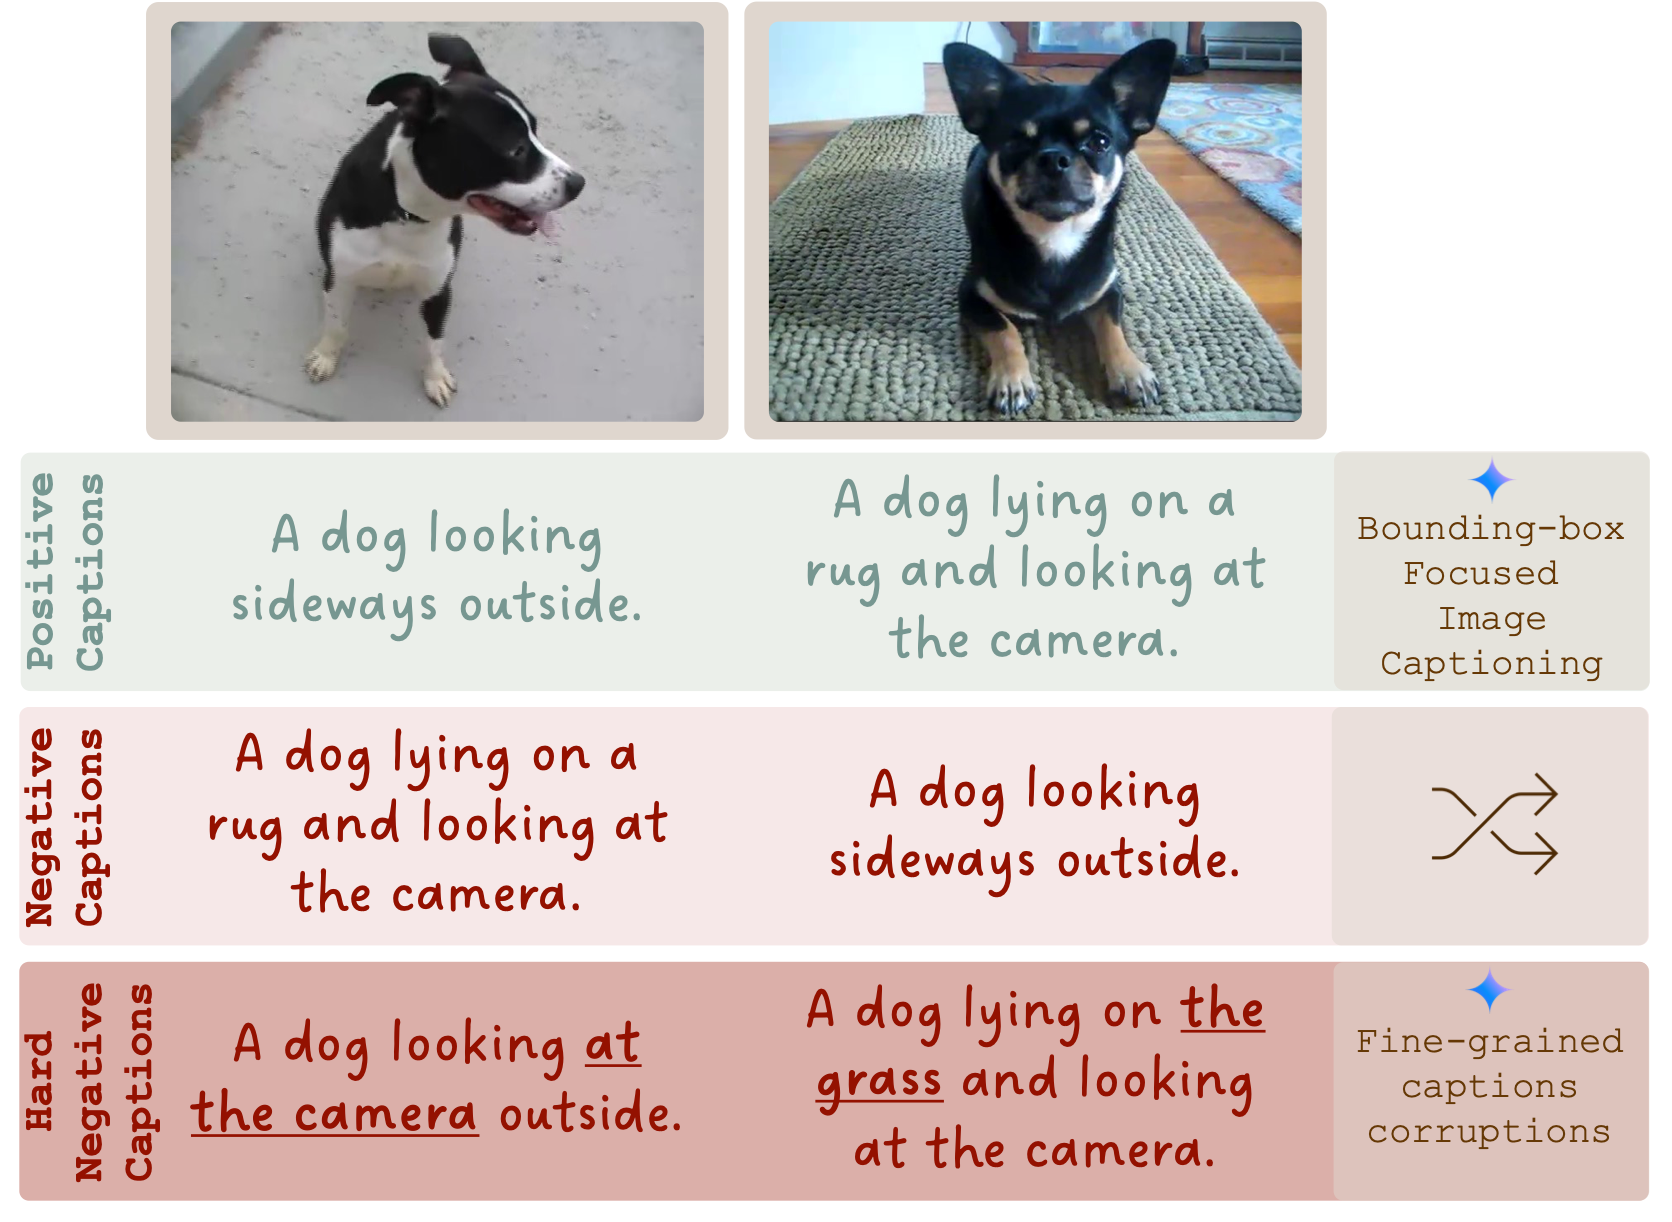 Positive
Captions
A dog looking
sideways outside.
A dog lying on a
rug and looking at
the camera.
Bounding-box
Focused
Image
Captioning
Negative
Captions
A dog lying on a
rug and looking at
the camera.
A dog looking
sideways outside.
Hard
Negative
Captions
A dog looking at
the camera outside.
A dog lying on the
grass and looking
at the camera.
Fine-grained
captions
corruptions